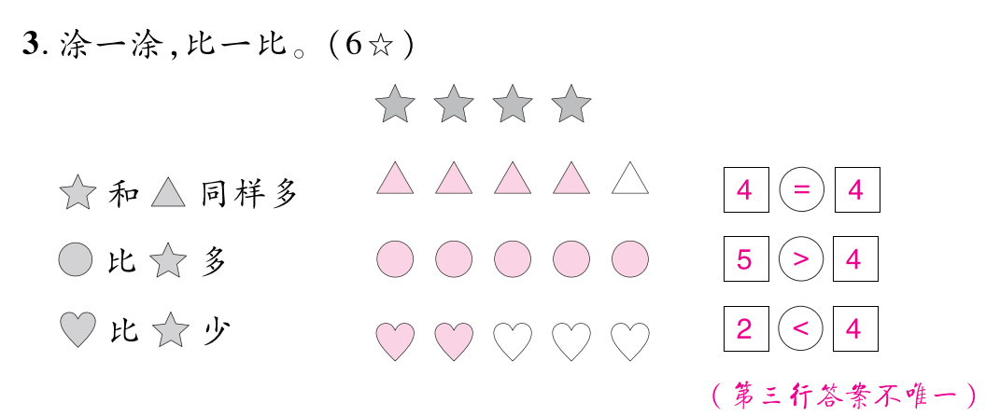 3. 涂一涂,比一比。(6☆)
★和▲同样多 4 = 4
●比★多 5 > 4
♥比★少 2 < 4
(第三行答案不唯一)